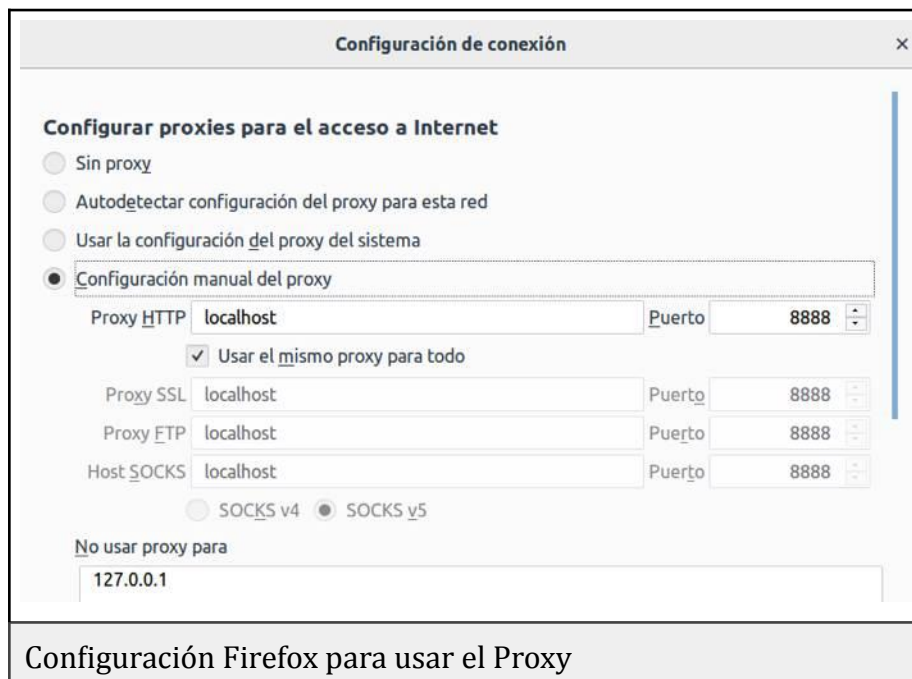 Configuración de conexión ×
Configurar proxies para el acceso a Internet
Sin proxy
Autodetectar configuración del proxy para esta red
Usar la configuración del proxy del sistema
Configuración manual del proxy
Proxy HTTP localhost Puerto 8888
Usar el mismo proxy para todo
Proxy SSL localhost Puerto 8888
Proxy FTP localhost Puerto 8888
Host SOCKS localhost Puerto 8888
SOCKS v4 SOCKS v5
No usar proxy para
127.0.0.1
Configuración Firefox para usar el Proxy